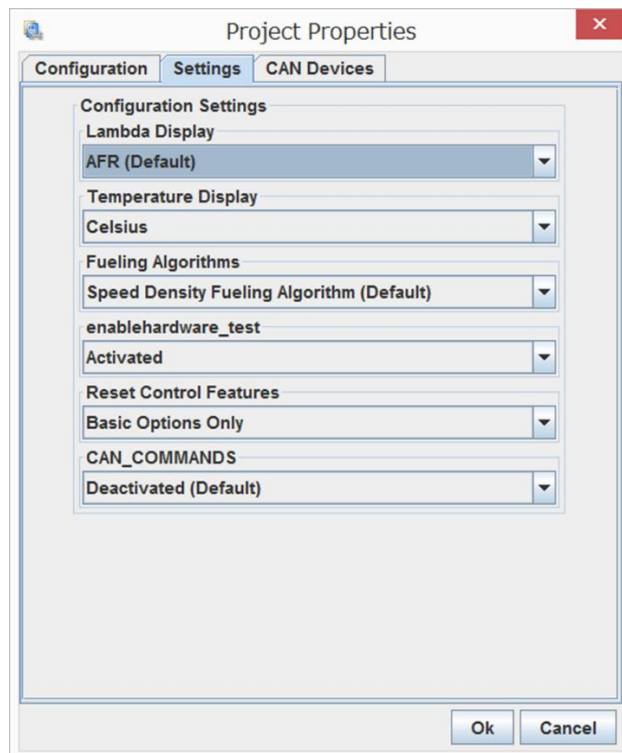 Project Properties
Configuration Settings CAN Devices
Configuration Settings
Lambda Display
AFR (Default)
Temperature Display
Celsius
Fueling Algorithms
Speed Density Fueling Algorithm (Default)
enablehardware_test
Activated
Reset Control Features
Basic Options Only
CAN_COMMANDS
Deactivated (Default)
Ok Cancel